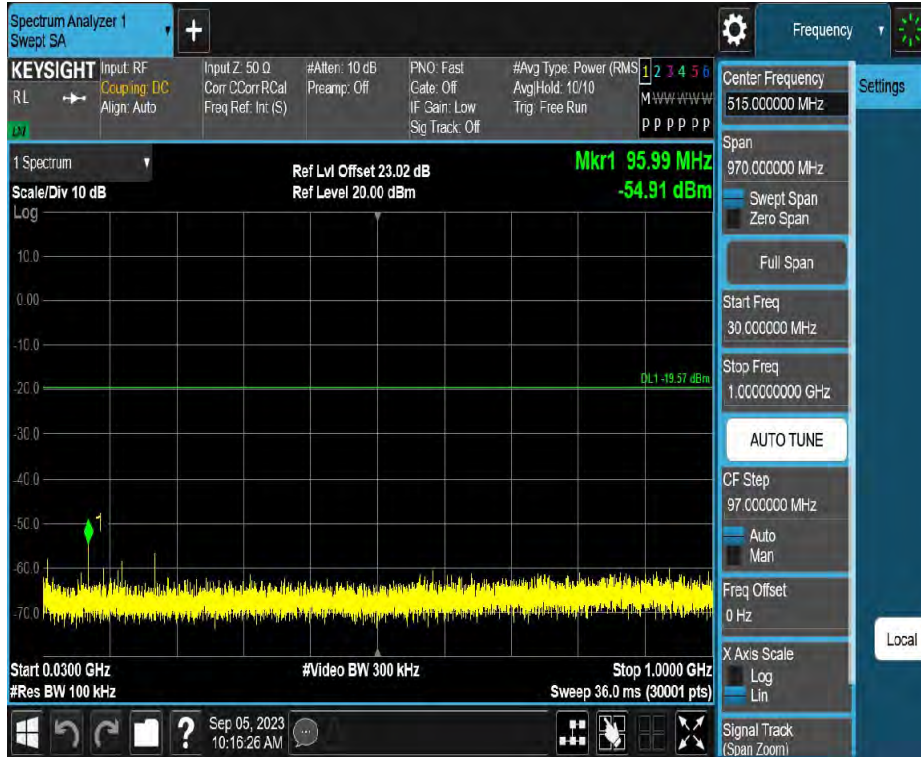 Spectrum Analyzer 1
Swept SA
+
Frequency
KEYSIGHT
RL
Input: RF
Coupling: DC
Align: Auto
Input Z: 50 Ω
Corr CCorr RCal
Freq Ref: Int (S)
#Atten: 10 dB
Preamp: Off
PNO: Fast
Gate: Off
IF Gain: Low
Sig Track: Off
#Avg Type: Power (RMS
Avg|Hold: 10/10
Trig: Free Run
1 2 3 4 5 6
M W W W W W
P P P P P P
1 Spectrum
Scale/Div 10 dB
Log
Ref Lvl Offset 23.02 dB
Ref Level 20.00 dBm
Mkr1 95.99 MHz
-54.91 dBm
10.0
0.00
-10.0
-20.0
-30.0
-40.0
-50.0
-60.0
-70.0
DL1 -19.57 dBm
1
Start 0.0300 GHz
#Res BW 100 kHz
#Video BW 300 kHz
Stop 1.0000 GHz
Sweep 36.0 ms (30001 pts)
Center Frequency
515.000000 MHz
Span
970.000000 MHz
Swept Span
Zero Span
Full Span
Start Freq
30.000000 MHz
Stop Freq
1.000000000 GHz
AUTO TUNE
CF Step
97.000000 MHz
Auto
Man
Freq Offset
0 Hz
X Axis Scale
Log
Lin
Signal Track
(Span Zoom)
Settings
Local
?
Sep 05, 2023
10:16:26 AM